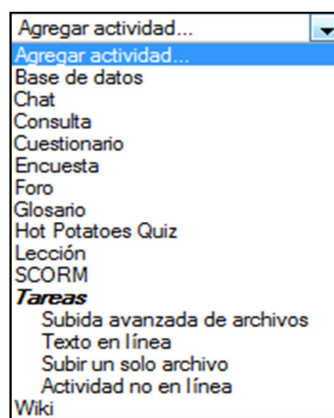 Agregar actividad...
Agregar actividad...
Base de datos
Chat
Consulta
Cuestionario
Encuesta
Foro
Glosario
Hot Potatoes Quiz
Lección
SCORM
Tareas
Subida avanzada de archivos
Texto en línea
Subir un solo archivo
Actividad no en línea
Wiki